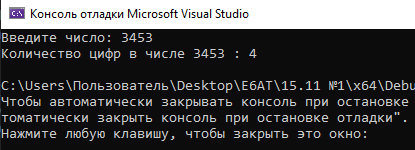 Консоль отладки Microsoft Visual Studio
Введите число: 3453
Количество цифр в числе 3453 : 4
C:\Users\Пользователь\Desktop\E6AT\15.11 №1\x64\Debu
Чтобы автоматически закрывать консоль при остановке
томатически закрыть консоль при остановке отладки".
Нажмите любую клавишу, чтобы закрыть это окно: